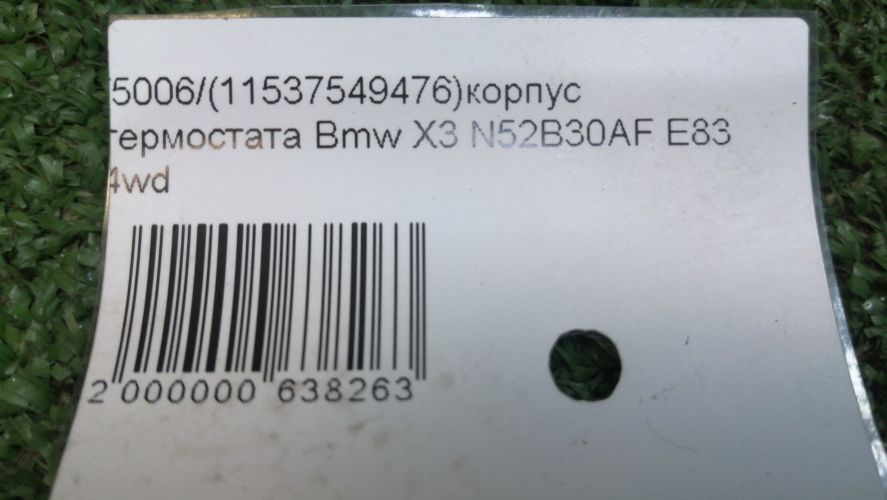 5006/(11537549476)корпус
термостата Bmw X3 N52B30AF E83
4wd
2 000000 638263